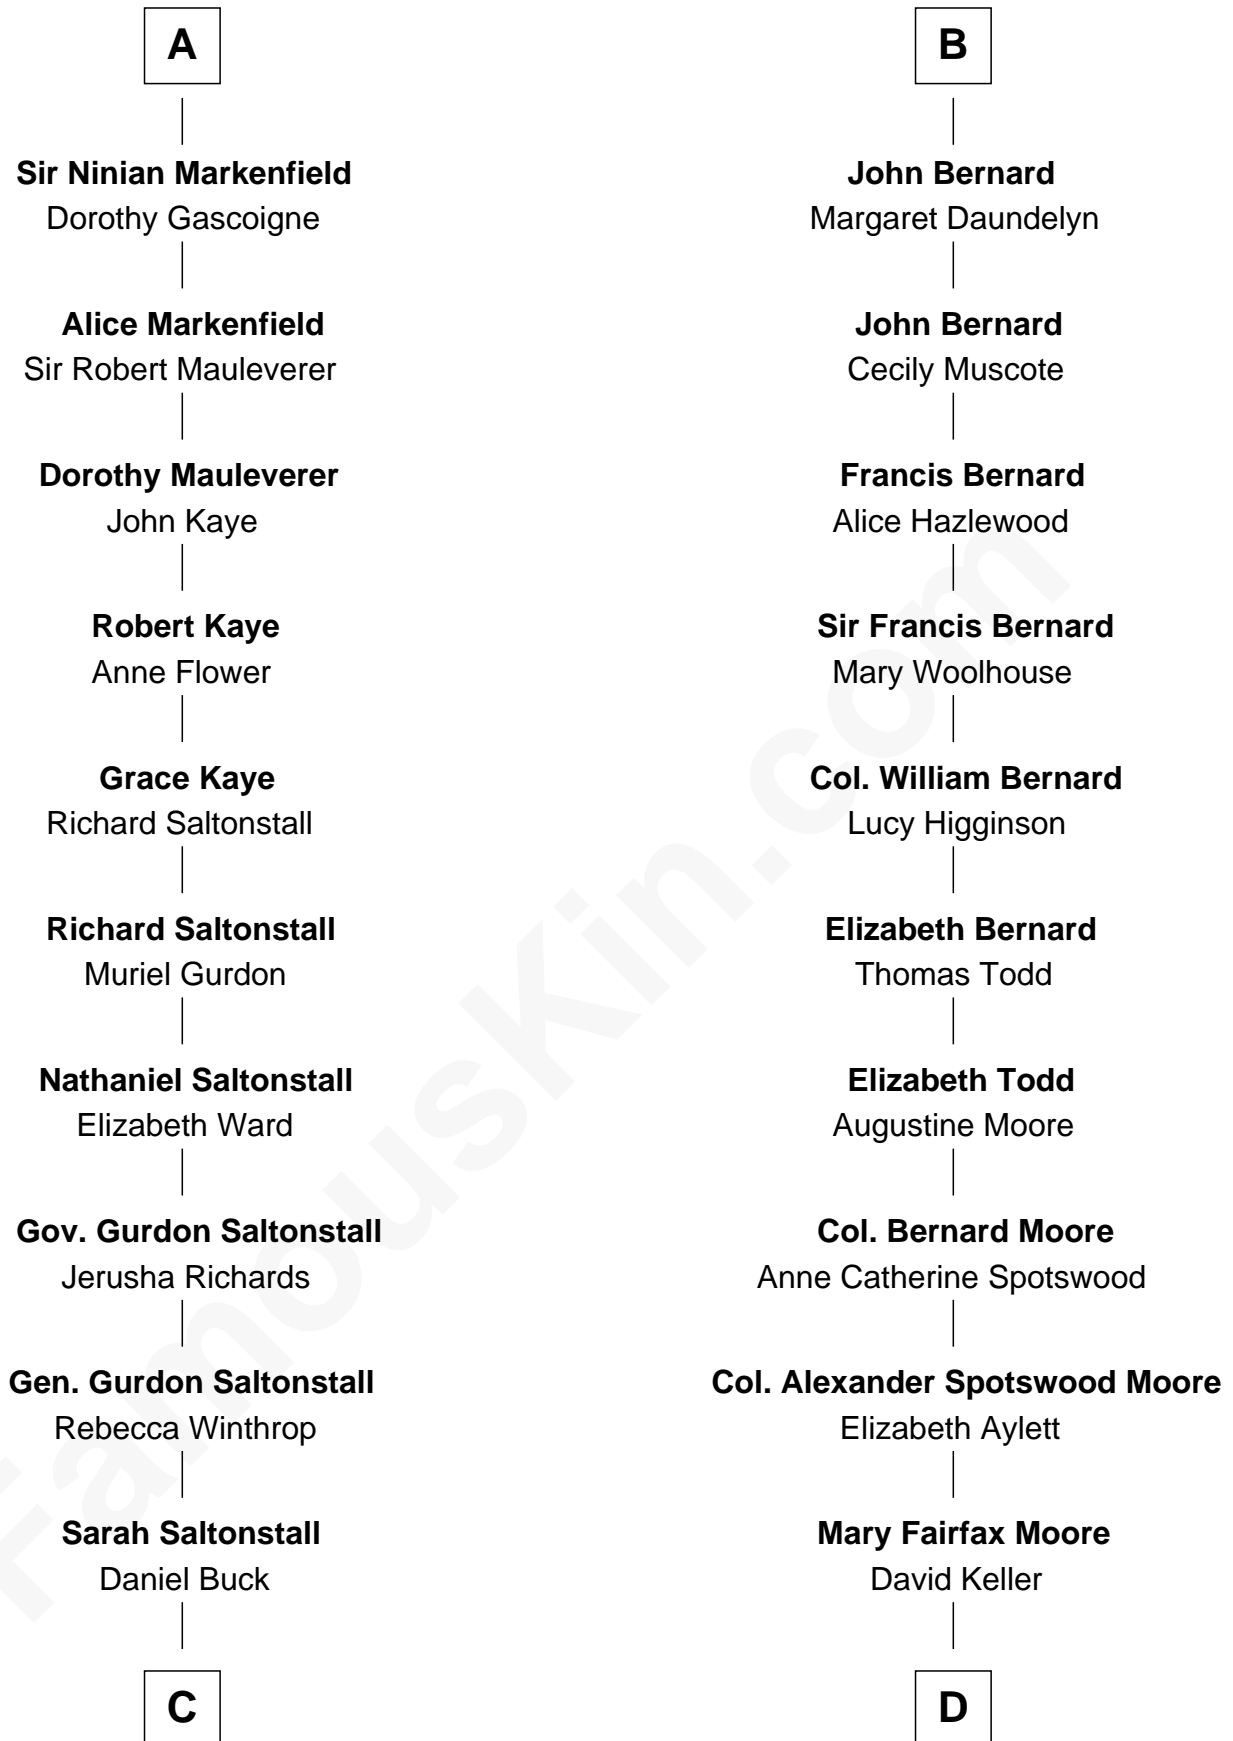 A
Sir Ninian Markenfield
Dorothy Gascoigne
Alice Markenfield
Sir Robert Mauleverer
Dorothy Mauleverer
John Kaye
Robert Kaye
Anne Flower
Grace Kaye
Richard Saltonstall
Richard Saltonstall
Muriel Gurdon
Nathaniel Saltonstall
Elizabeth Ward
Gov. Gurdon Saltonstall
Jerusha Richards
Gen. Gurdon Saltonstall
Rebecca Winthrop
Sarah Saltonstall
Daniel Buck
C
B
John Bernard
Margaret Daundelyn
John Bernard
Cecily Muscote
Francis Bernard
Alice Hazlewood
Sir Francis Bernard
Mary Woolhouse
Col. William Bernard
Lucy Higginson
Elizabeth Bernard
Thomas Todd
Elizabeth Todd
Augustine Moore
Col. Bernard Moore
Anne Catherine Spotswood
Col. Alexander Spotswood Moore
Elizabeth Aylett
Mary Fairfax Moore
David Keller
D
FamousKin.com